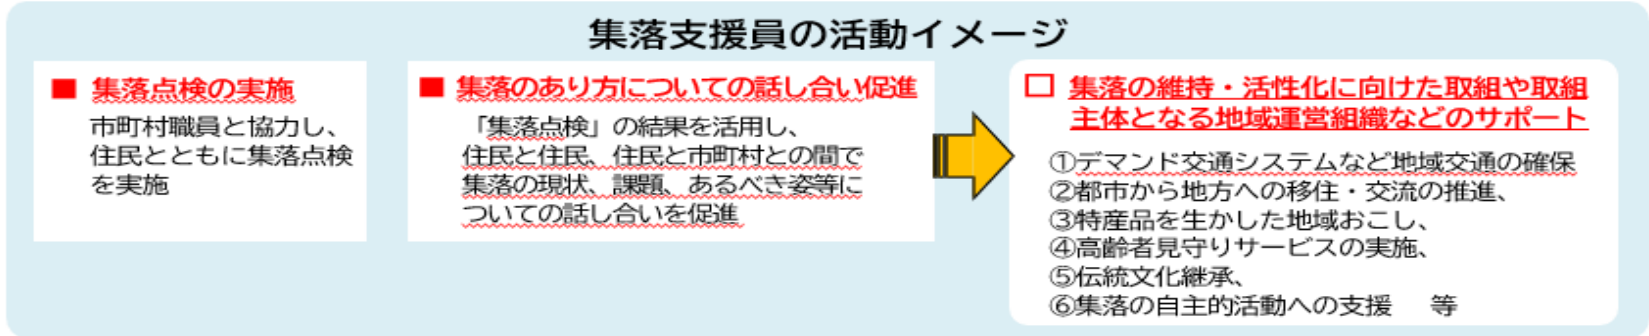 集落支援員の活動イメージ
■ 集落点検の実施
市町村職員と協力し、
住民とともに集落点検
を実施
■ 集落のあり方についての話し合い促進
「集落点検」の結果を活用し、
住民と住民、住民と市町村との間で
集落の現状、課題、あるべき姿等に
ついての話し合いを促進
□ 集落の維持・活性化に向けた取組や取組
主体となる地域運営組織などのサポート
①デマンド交通システムなど地域交通の確保
②都市から地方への移住・交流の推進、
③特産品を生かした地域おこし、
④高齢者見守りサービスの実施、
⑤伝統文化継承、
⑥集落の自主的活動への支援 等